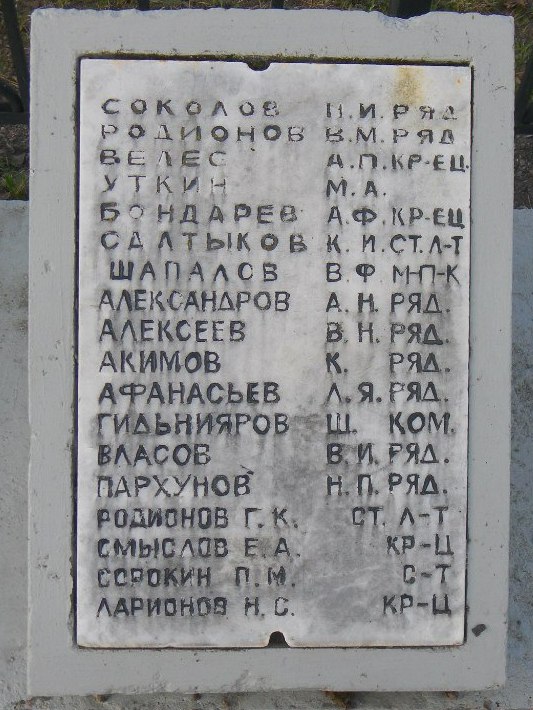 СОКОЛОВ Н.И. РЯД
РОДИОНОВ В.М. РЯД
ВЕЛЕС А.П. КР-ЕЦ.
УТКИН М.А.
БОНДАРЕВ А.Ф. КР-ЕЦ
САЛТЫКОВ К.И. СТ.Л-Т
ШАПАЛОВ В.Ф М-П-К
АЛЕКСАНДРОВ А.Н. РЯД.
АЛЕКСЕЕВ В.Н. РЯД.
АКИМОВ К. РЯД.
АФАНАСЬЕВ Л.Я. РЯД.
ГИДЬНИЯРОВ Ш. КОМ.
ВЛАСОВ В.И. РЯД.
ПАРХУНОВ Н.П. РЯД.
РОДИОНОВ Г.К. СТ. Л-Т
СМЫСЛОВ Е.А. КР-Ц
СОРОКИН П.М. С-Т
ЛАРИОНОВ Н.С. КР-Ц